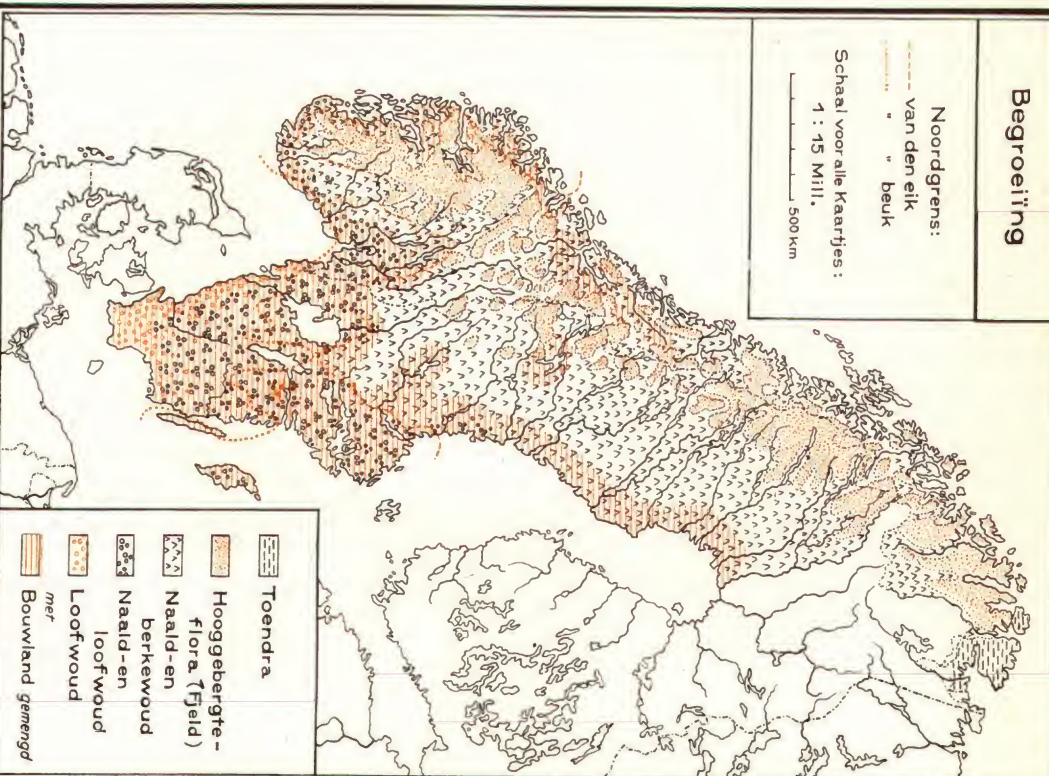 Begroeiïng
Noordgrens:
van den eik
" " beuk
Schaal voor alle Kaartjes:
1 : 15 Mill.
500 km
Toendra
Hooggebergte-
flora (Fjeld)
Naald-en
berkewoud
Naald-en
loofwoud
Loofwoud
mer
Bouwland gemengd